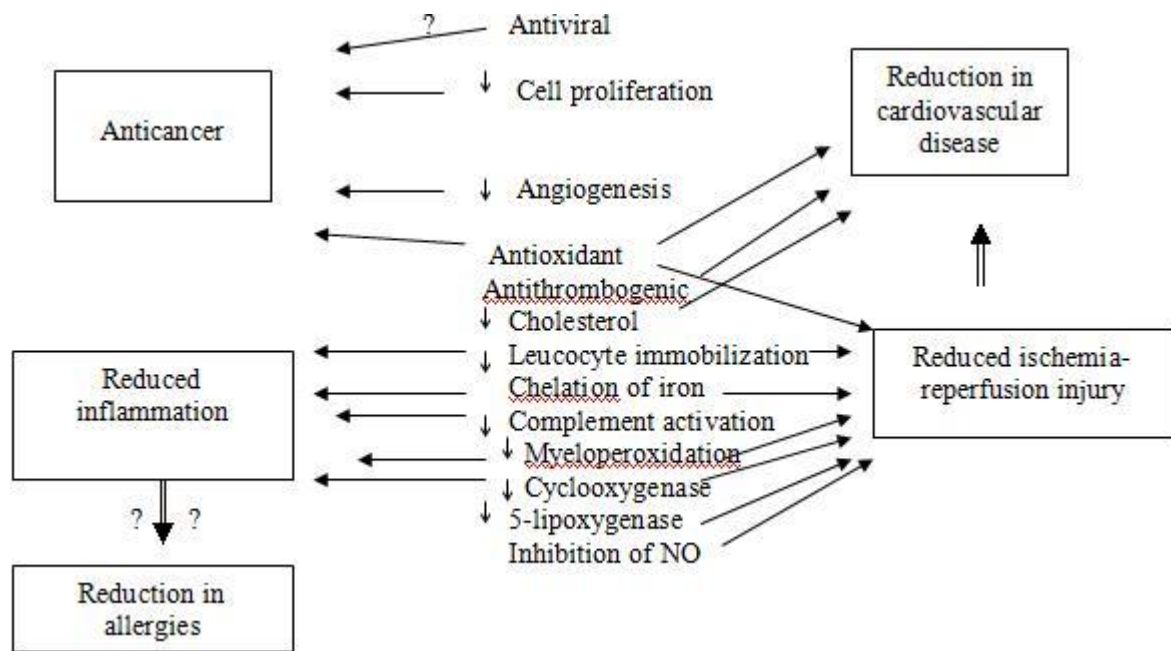 ?
Antiviral
↓ Cell proliferation
Anticancer
↓ Angiogenesis
Reduction in
cardiovascular
disease
Antioxidant
Antithrombogenic
↓ Cholesterol
↓ Leucocyte immobilization
Chelation of iron
↓ Complement activation
↓ Myeloperoxidation
↓ Cyclooxygenase
↓ 5-lipoxygenase
Inhibition of NO
Reduced
inflammation
Reduced ischemia-
reperfusion injury
? ?
Reduction in
allergies